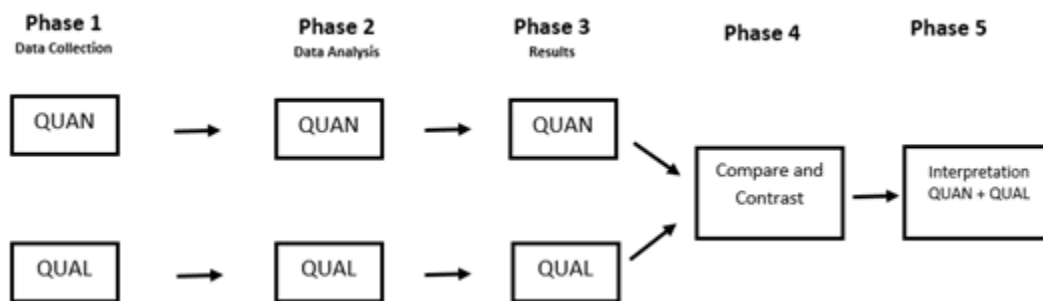 Phase 1
Data Collection
Phase 2
Data Analysis
Phase 3
Results
Phase 4
Phase 5
QUAN
QUAN
QUAN
Compare and
Contrast
Interpretation
QUAN + QUAL
QUAL
QUAL
QUAL